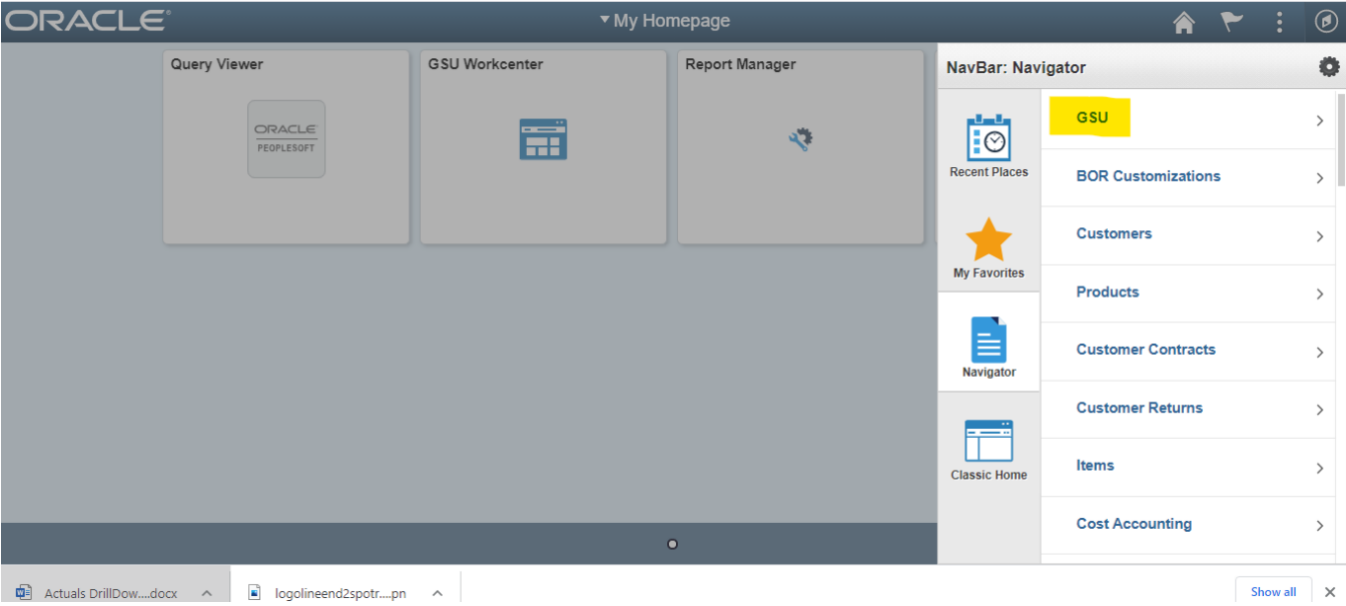 ORACLE®
My Homepage
Query Viewer
ORACLE
PEOPLESOFT
GSU Workcenter
Report Manager
NavBar: Navigator
Recent Places
My Favorites
Navigator
Classic Home
GSU
BOR Customizations
Customers
Products
Customer Contracts
Customer Returns
Items
Cost Accounting
Actuals DrillDow....docx
logolineend2spotr....pn
Show all